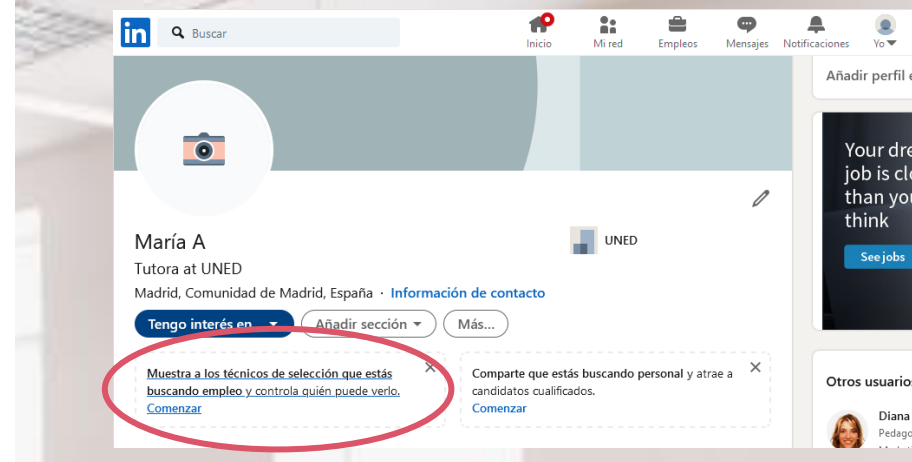 in
Buscar
Inicio
Mi red
Empleos
Mensajes
Notificaciones
Yo
Añadir perfil e
Your dre
job is clo
than you
think
See jobs
María A
UNED
Tutora at UNED
Madrid, Comunidad de Madrid, España · Información de contacto
Tengo interés en
Añadir sección
Más...
Muestra a los técnicos de selección que estás
buscando empleo y controla quién puede verlo.
Comenzar
Comparte que estás buscando personal y atrae a
candidatos cualificados.
Comenzar
Otros usuarios
Diana
Pedago